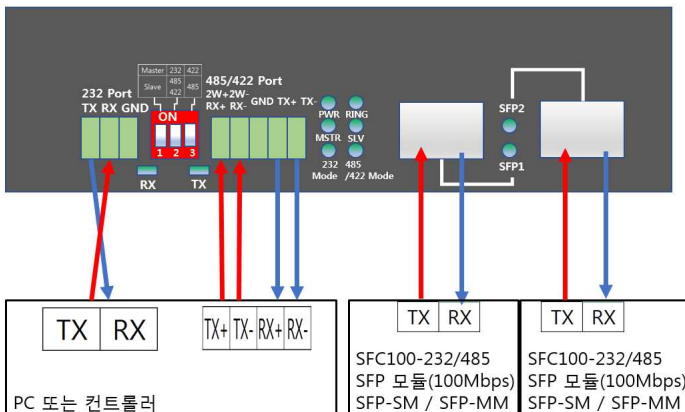 Master 232 422
Slave 485 422 485
232 Port
TX RX GND
ON
1 2 3
RX
TX
485/422 Port
2W+2W-
RX+ RX- GND TX+ TX-
PWR RING
MSTR SLV
232 485
Mode /422 Mode
SFP2
SFP1
TX RX
TX+ TX- RX+ RX-
PC 또는 컨트롤러
TX RX
SFC100-232/485
SFP 모듈(100Mbps)
SFP-SM / SFP-MM
TX RX
SFC100-232/485
SFP 모듈(100Mbps)
SFP-SM / SFP-MM